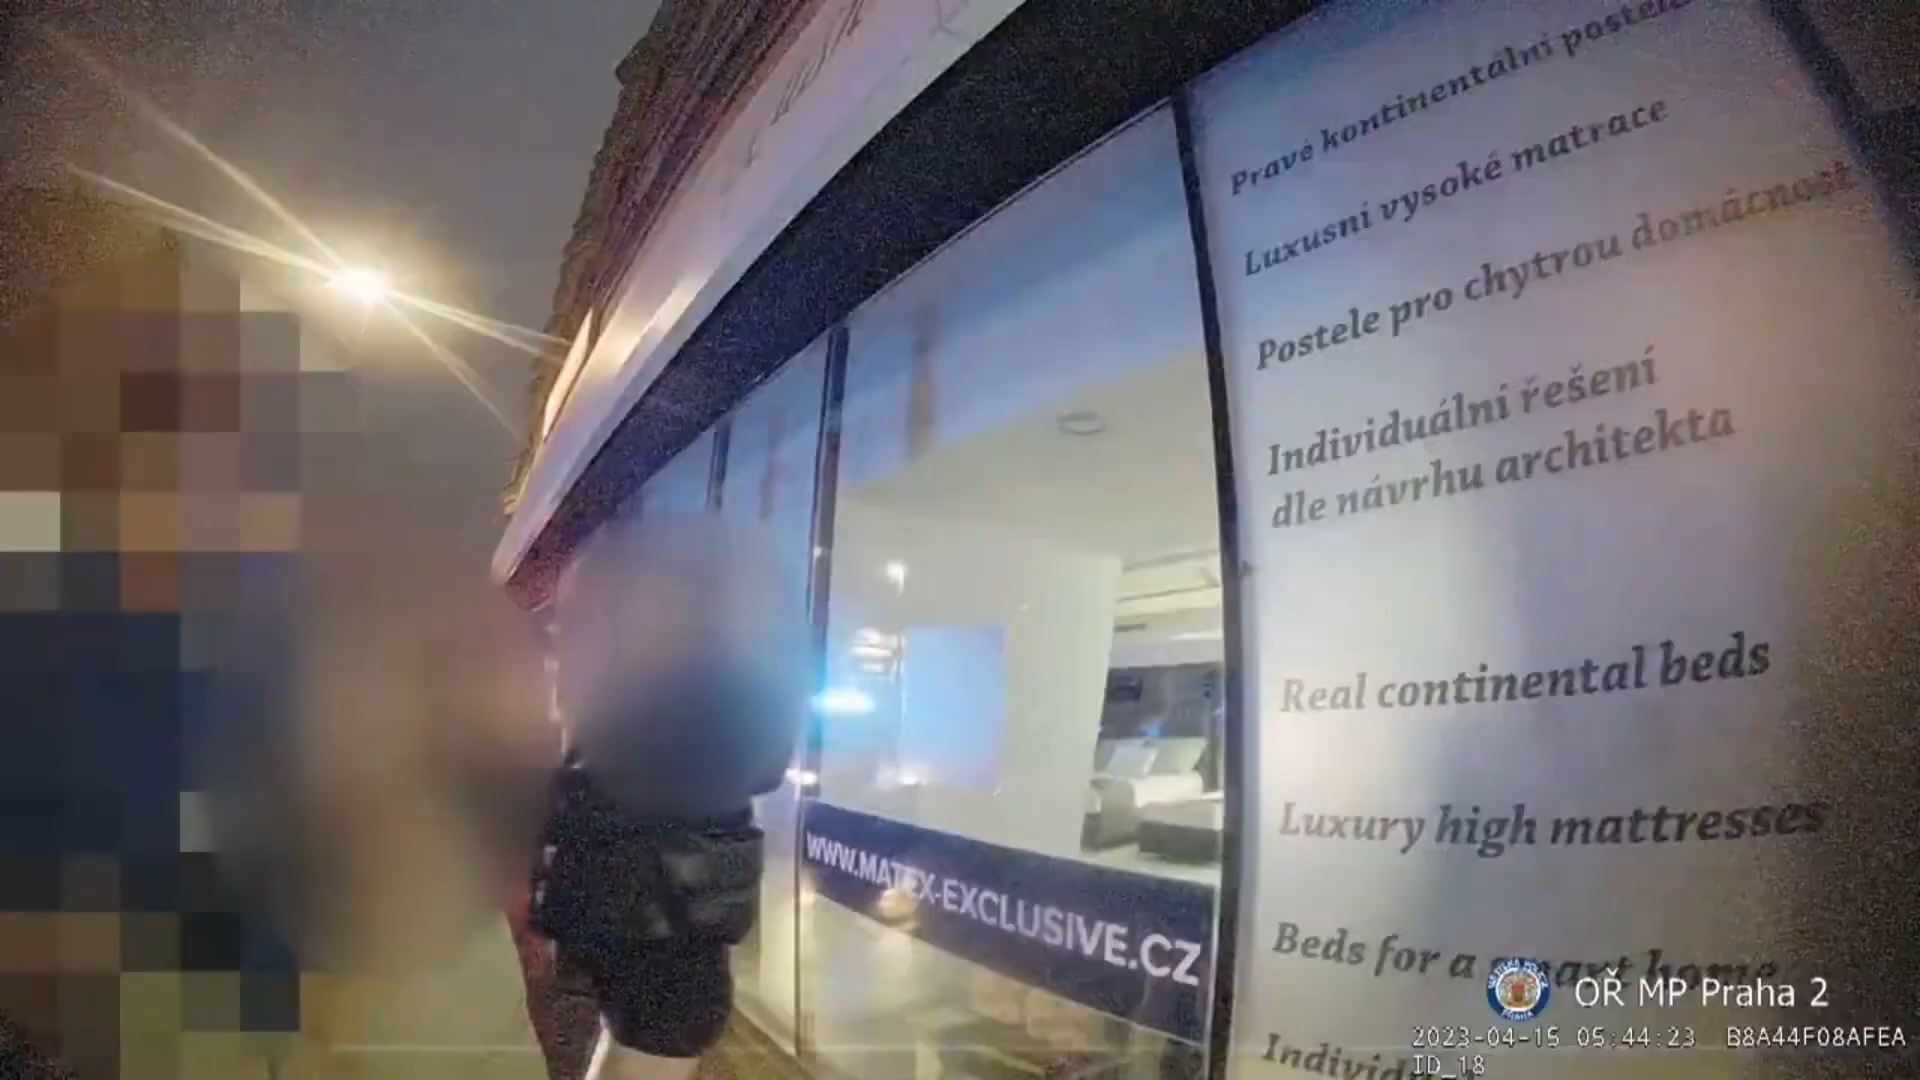 Pravé kontinentální postele
Luxusní vysoké matrace
Postele pro chytrou domácnost
Individuální řešení
dle návrhu architekta
Real continental beds
Luxury high mattresses
Beds for a smart home
WWW.MATEX-EXCLUSIVE.CZ
OŘ MP Praha 2
2023-04-15 05:44:23 B8A44F08AFEA
ID_18